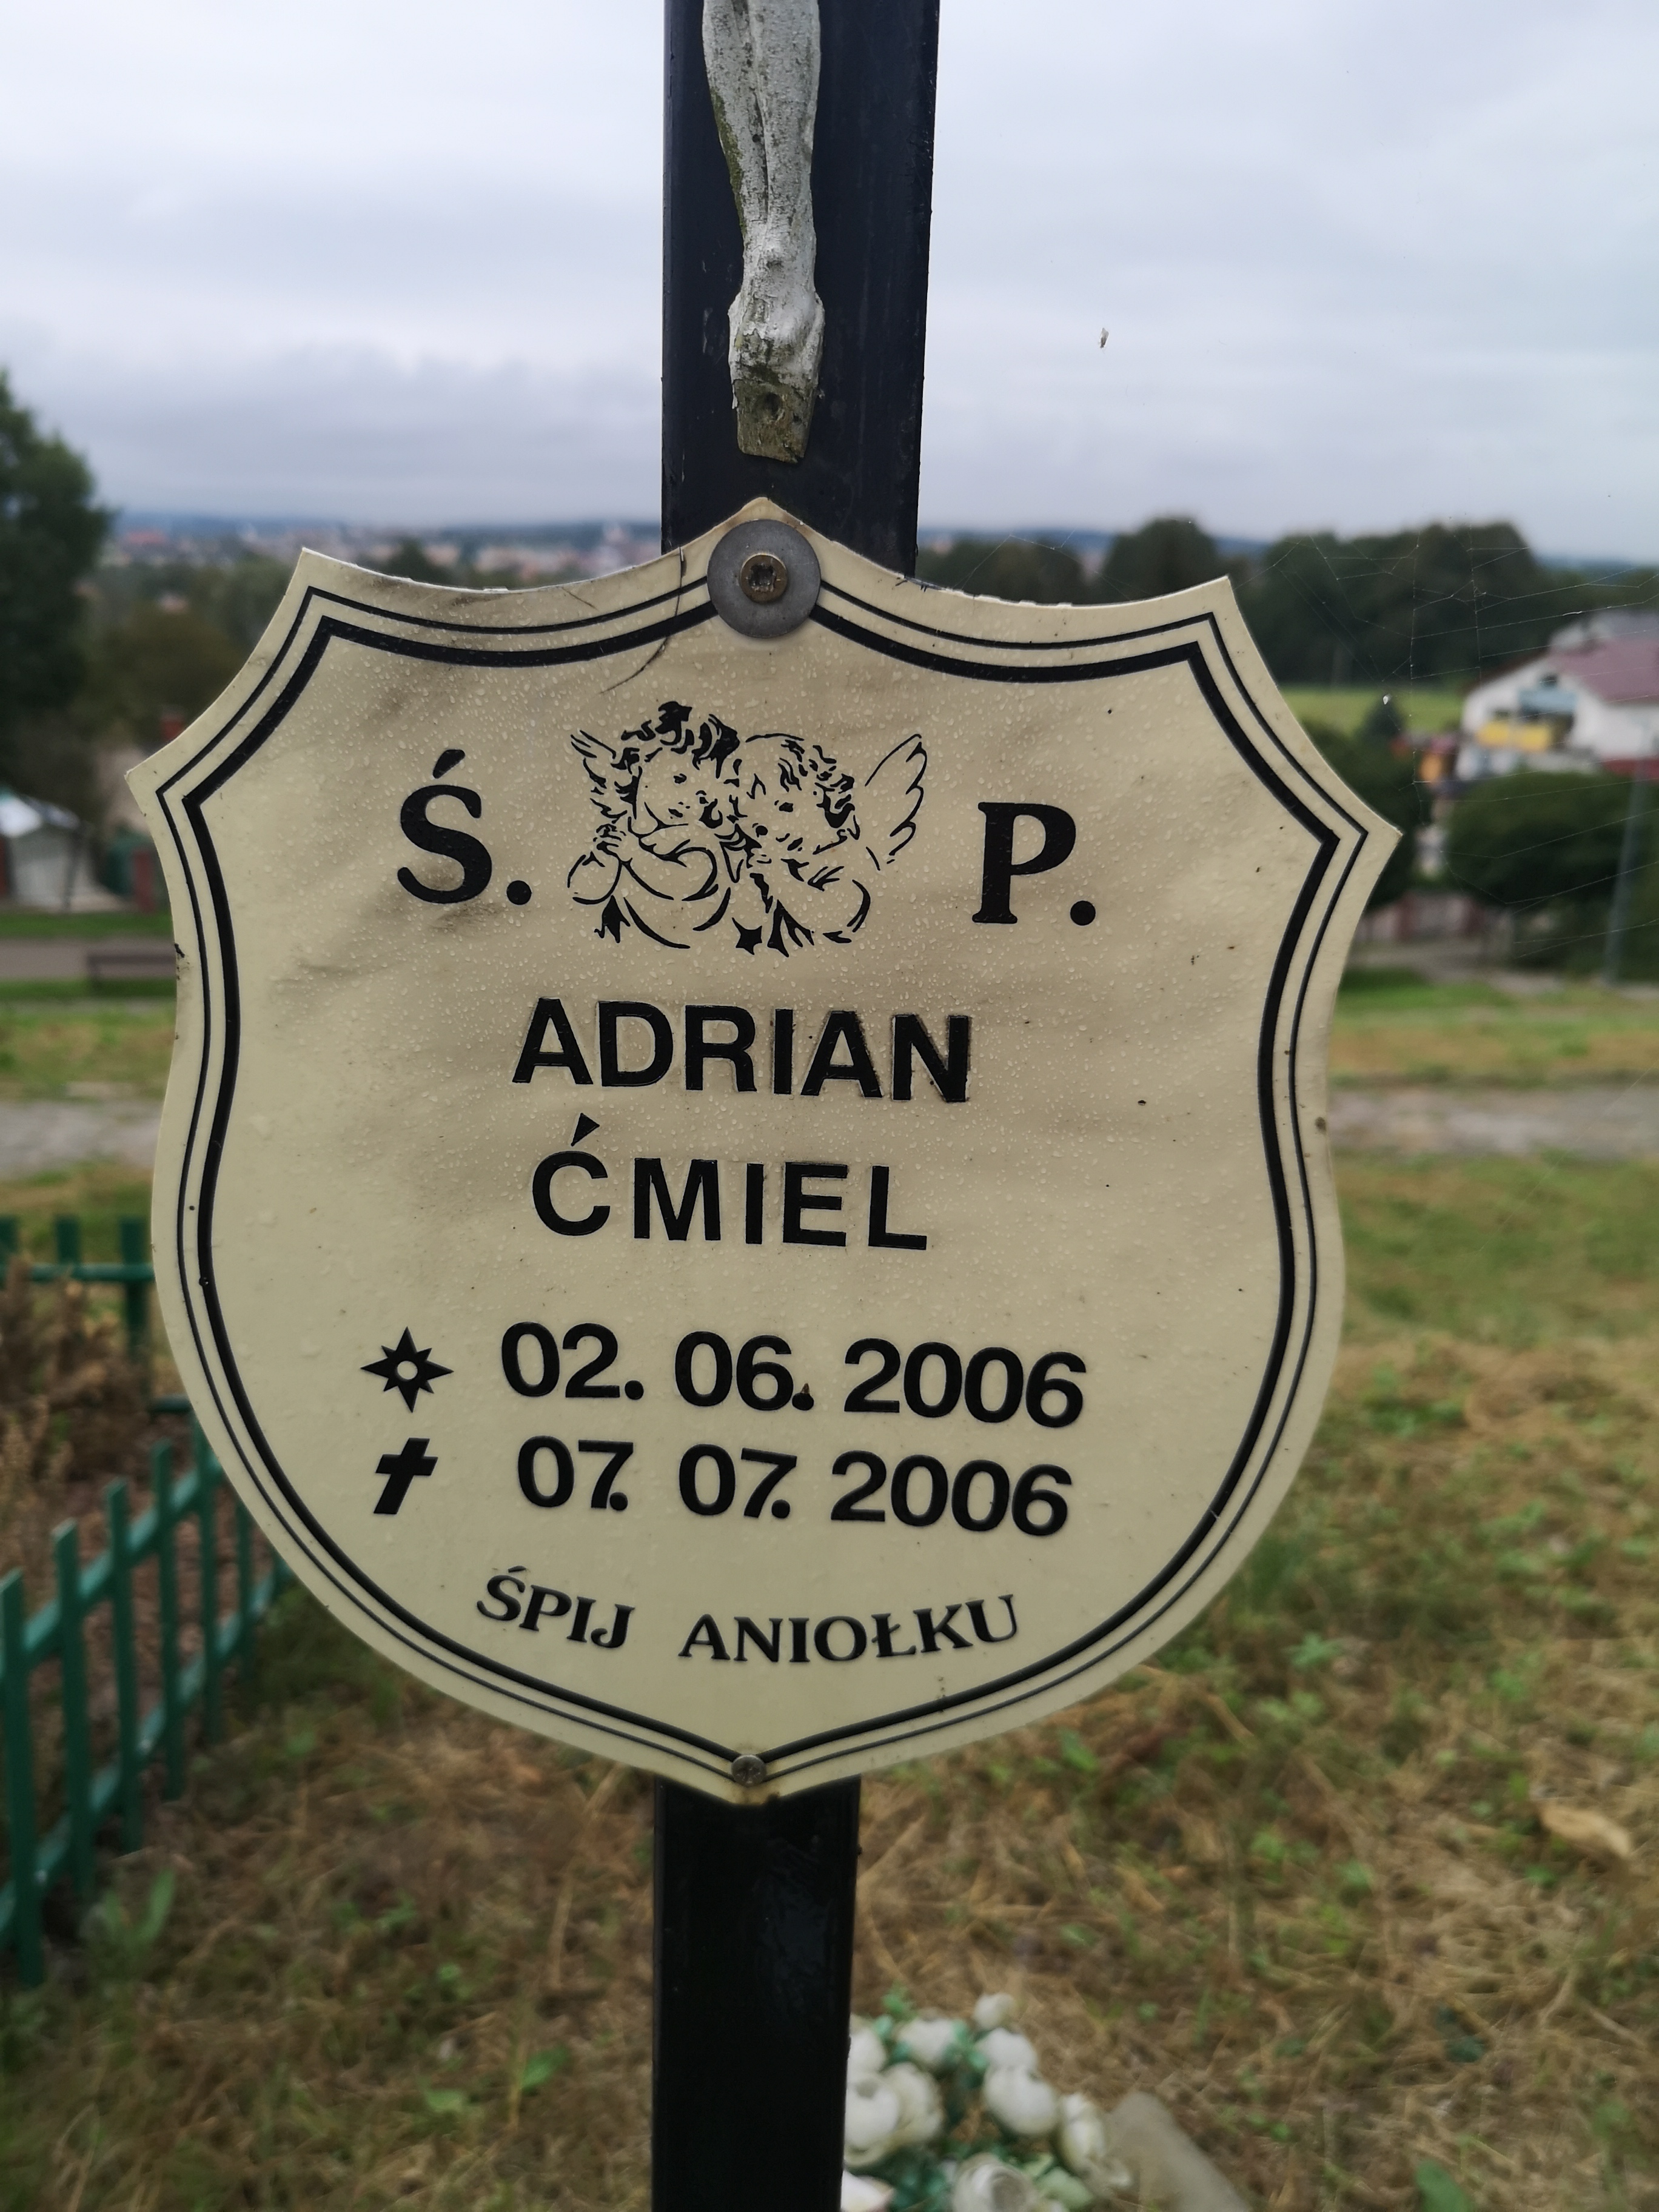 Ś. P.
ADRIAN
ĆMIEL
02. 06. 2006
07. 07. 2006
ŚPIJ ANIOŁKU